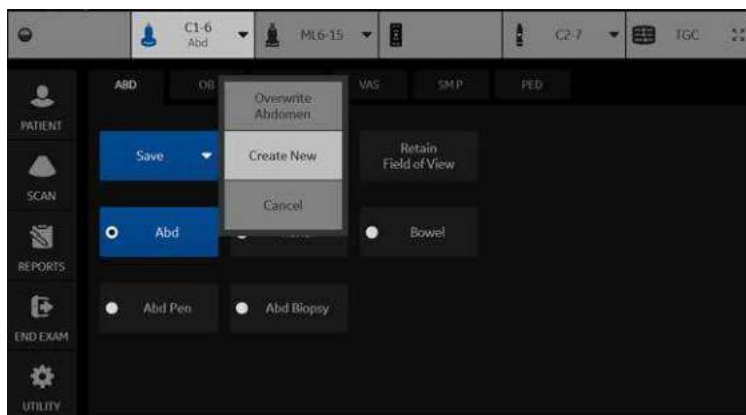 C1-6
Abd
ML6-15
C2-7
TGC
ABD
OB
VAS
SMP
PED
PATIENT
SCAN
REPORTS
END EXAM
UTILITY
Save
Overwrite
Abdomen
Create New
Cancel
Retain
Field of View
Abd
Bowel
Abd Pen
Abd Biopsy